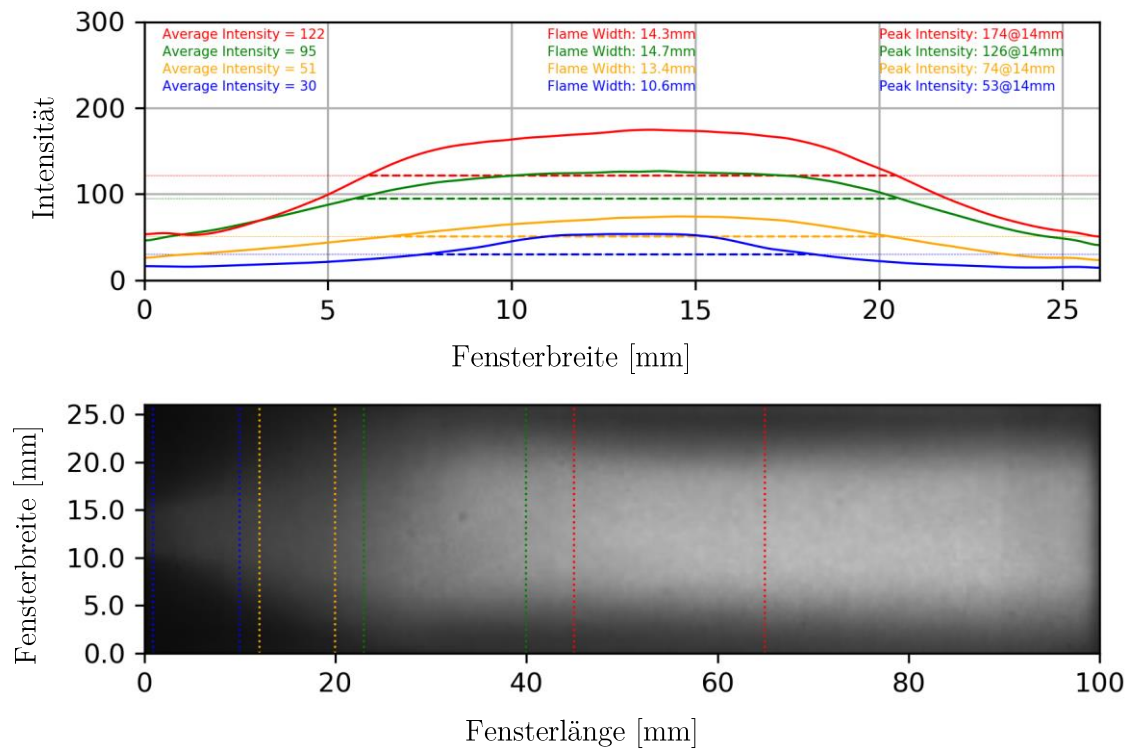 300
Average Intensity = 122 Flame Width: 14.3mm Peak Intensity: 174@14mm
Average Intensity = 95 Flame Width: 14.7mm Peak Intensity: 126@14mm
Average Intensity = 51 Flame Width: 13.4mm Peak Intensity: 74@14mm
Average Intensity = 30 Flame Width: 10.6mm Peak Intensity: 53@14mm
200
Intensität
100
0
0 5 10 15 20 25
Fensterbreite [mm]
25.0
20.0
15.0
Fensterbreite [mm]
10.0
5.0
0.0
0 20 40 60 80 100
Fensterlänge [mm]